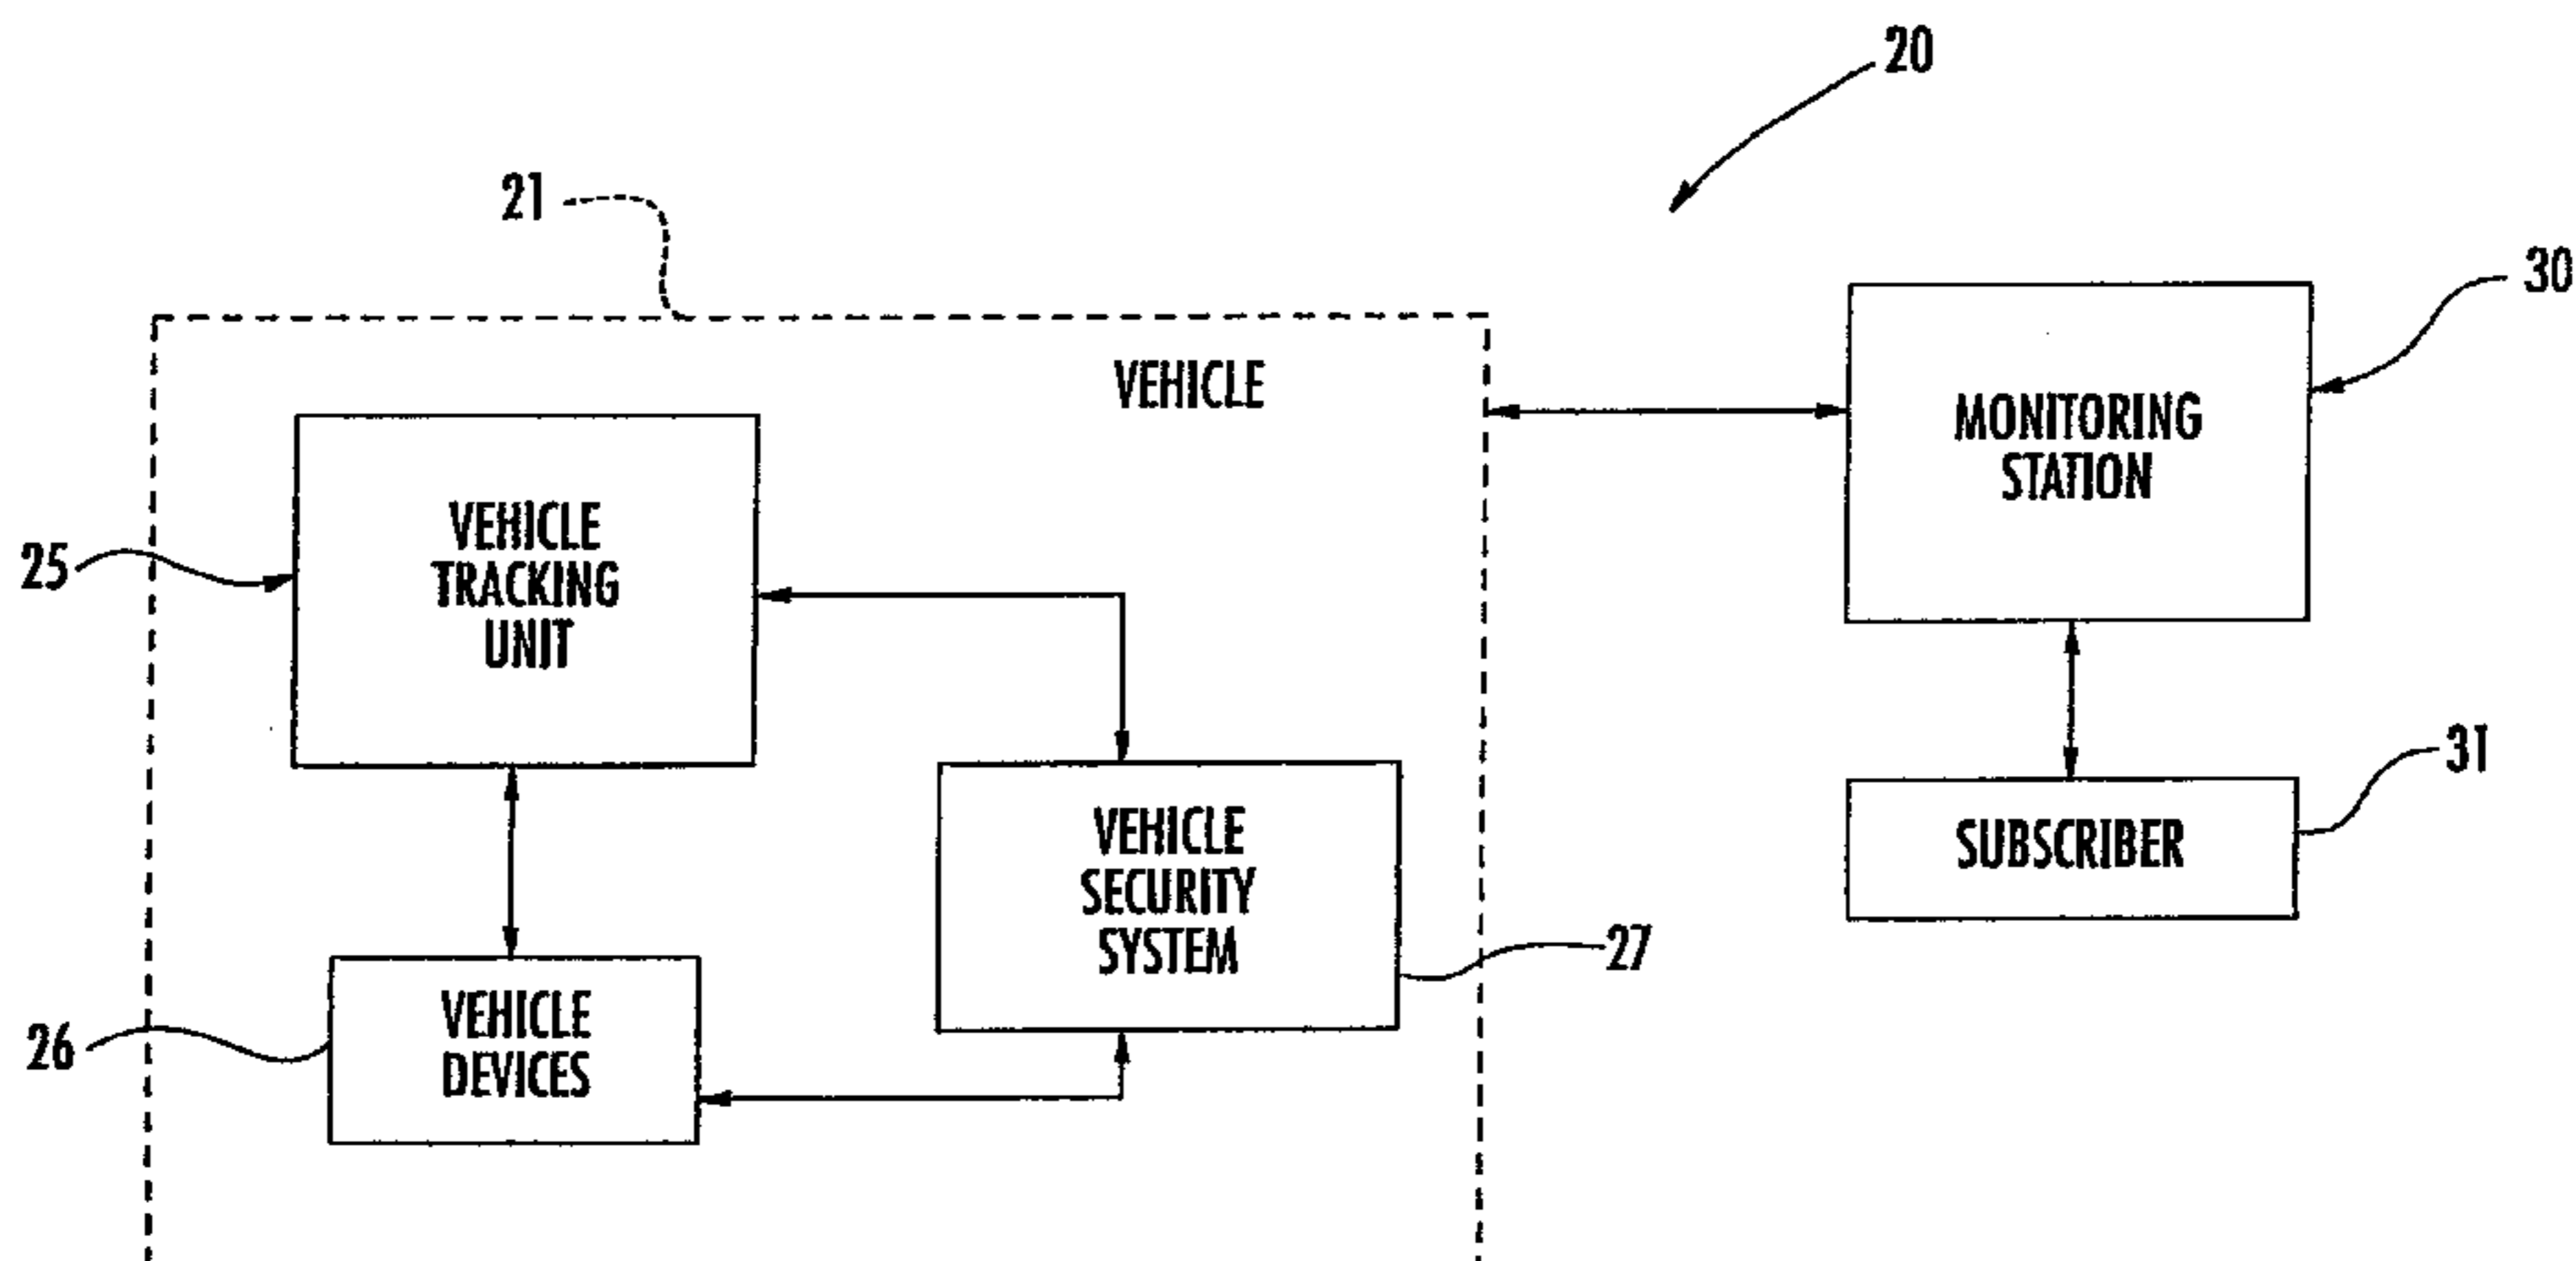 20
21
30
VEHICLE
MONITORING
STATION
25
VEHICLE
TRACKING
UNIT
31
SUBSCRIBER
VEHICLE
SECURITY
SYSTEM
27
26
VEHICLE
DEVICES